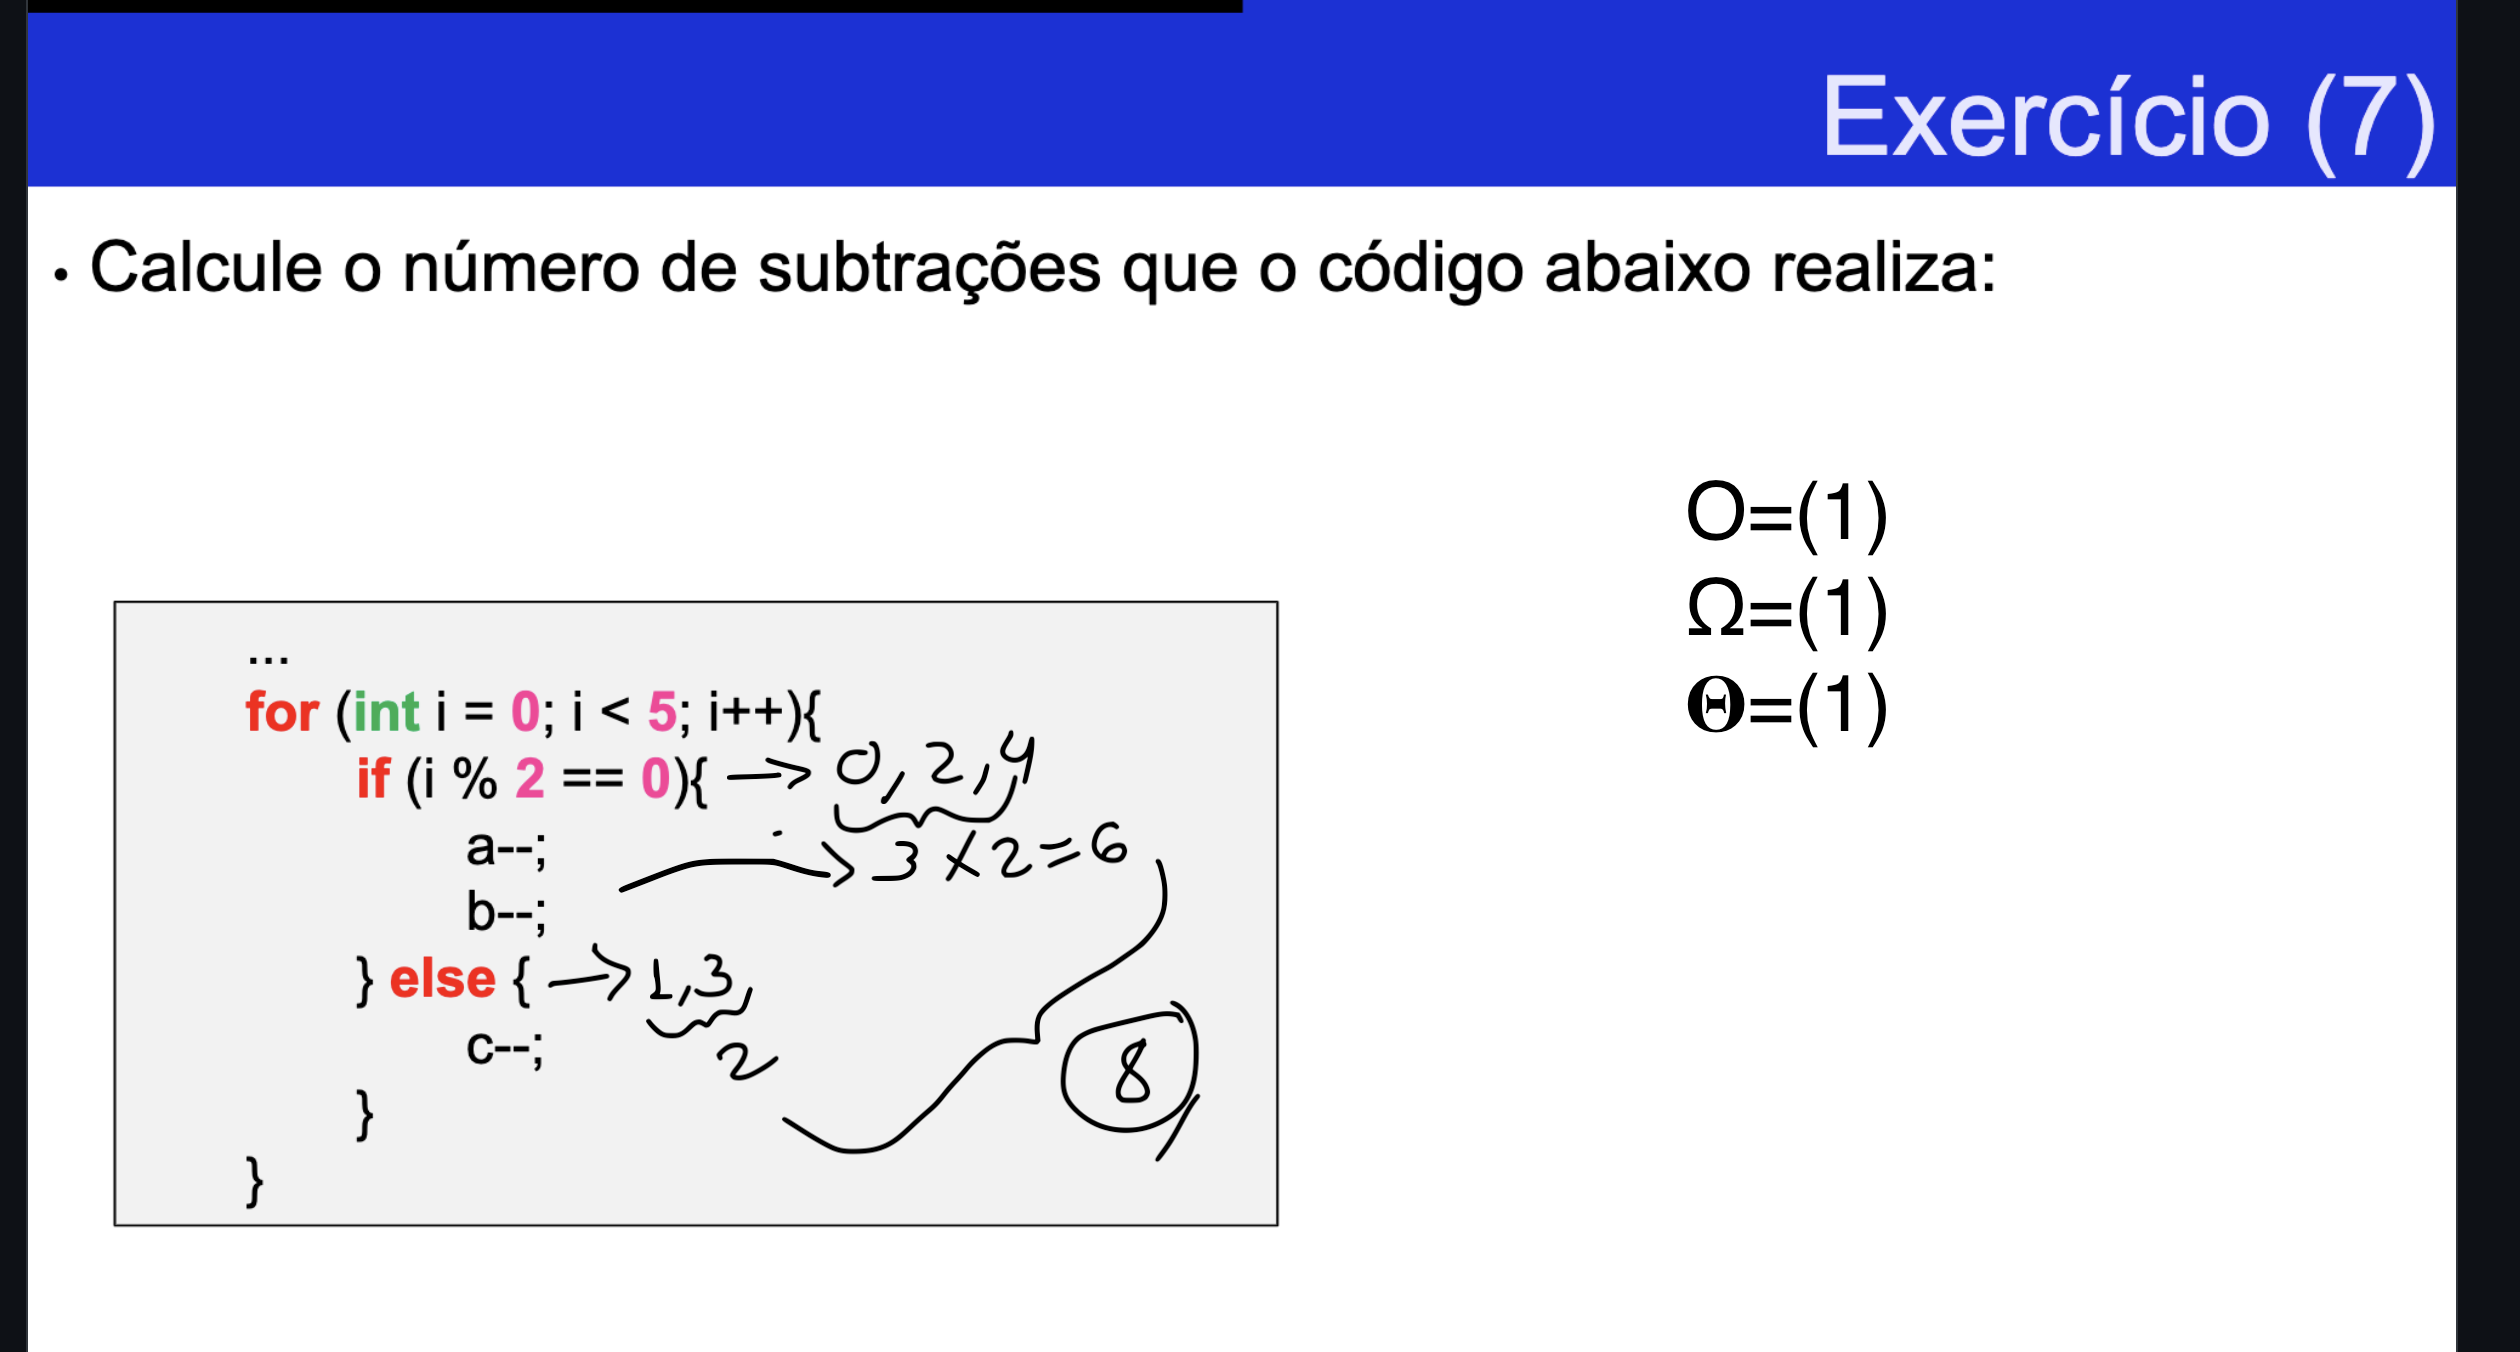 Exercício (7)
• Calcule o número de subtrações que o código abaixo realiza:
O=(1)
Ω=(1)
Θ=(1)
...
for (int i = 0; i < 5; i++){
if (i % 2 == 0){ → 0, 2, 4
a--;
→ 3 x 2 = 6
b--;
} else { → 1, 3,
c--;
2
8
}
}